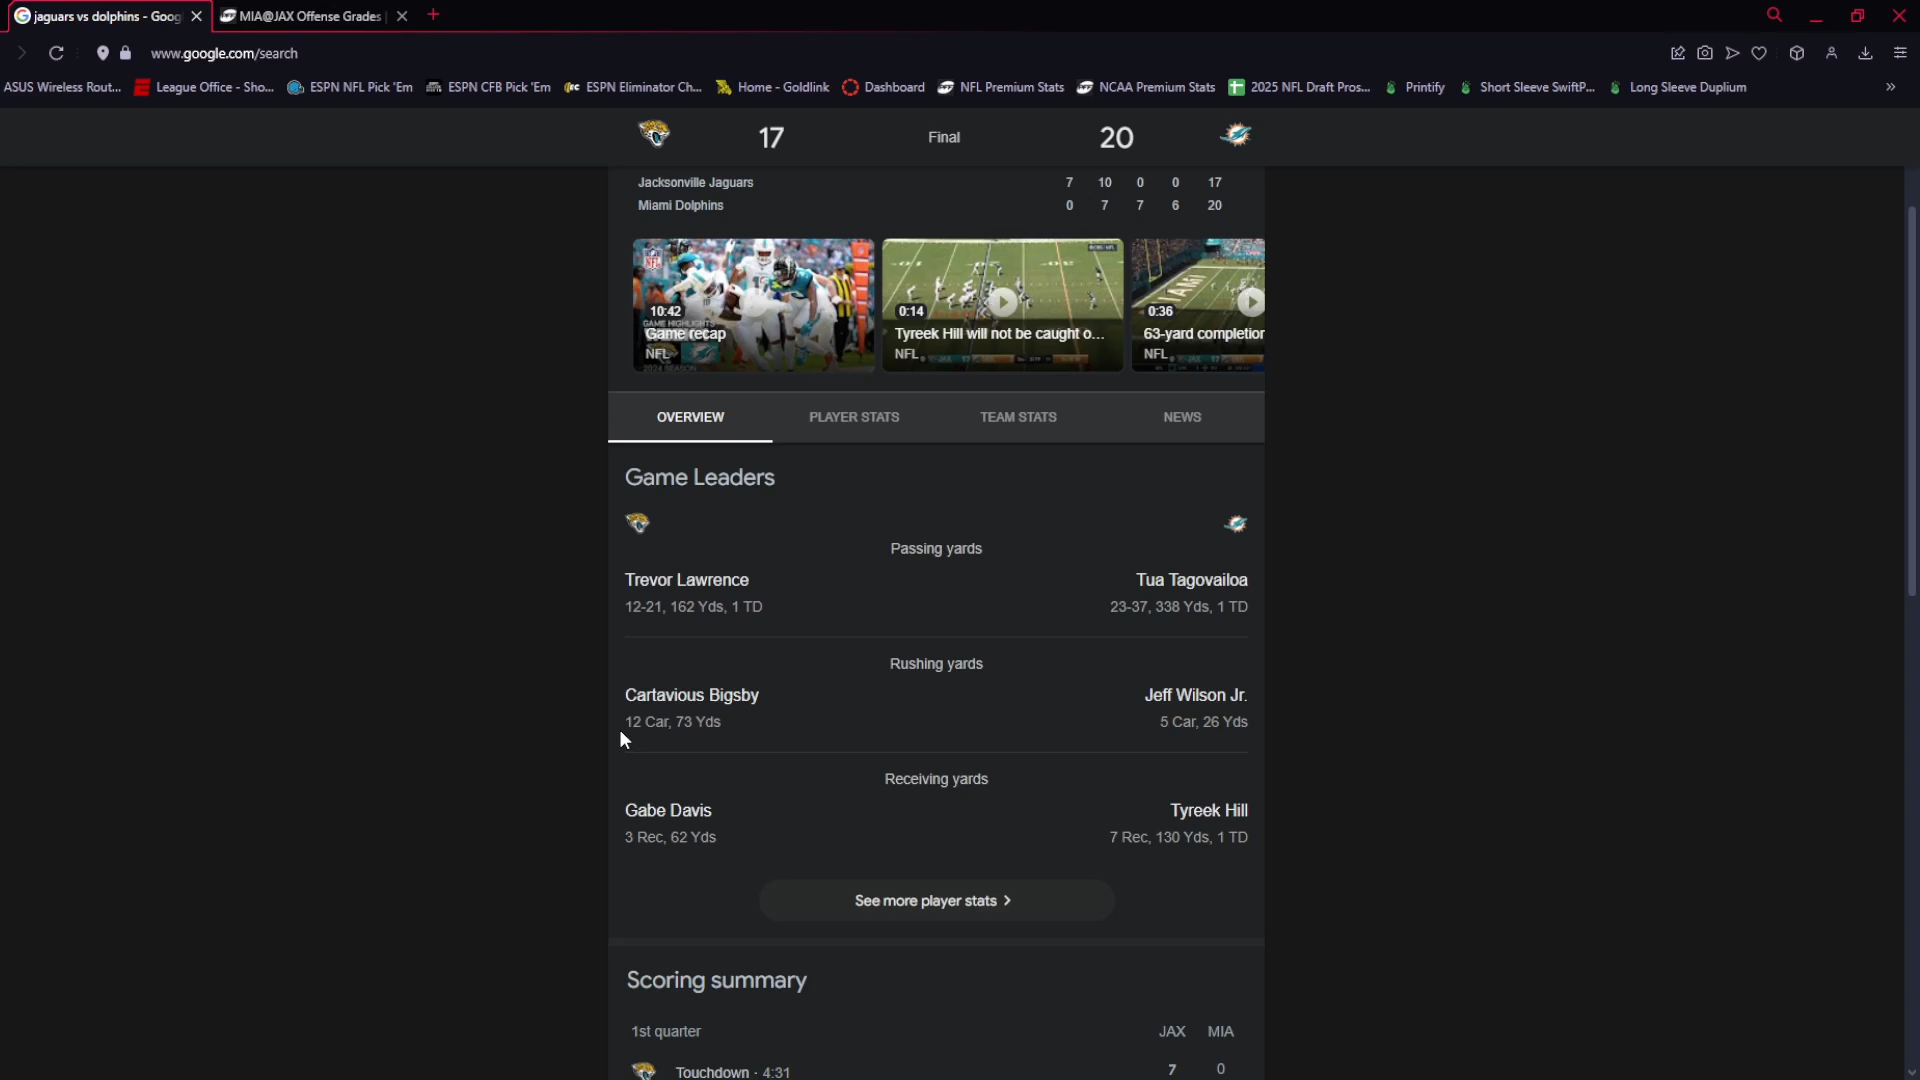 jaguars vs dolphins - Goog
MIA@JAX Offense Grades
www.google.com/search
ASUS Wireless Rout...
League Office - Sho...
ESPN NFL Pick 'Em
ESPN CFB Pick 'Em
ESPN Eliminator Ch...
Home - Goldlink
Dashboard
NFL Premium Stats
NCAA Premium Stats
2025 NFL Draft Pros...
Printify
Short Sleeve SwiftP...
Long Sleeve Duplium
17 Final 20
Jacksonville Jaguars 7 10 0 0 17
Miami Dolphins 0 7 7 6 20
10:42
GAME HIGHLIGHTS
Game recap
NFL
2024 SEASON
0:14
Tyreek Hill will not be caught o...
NFL
0:36
63-yard completion
NFL
OVERVIEW PLAYER STATS TEAM STATS NEWS
Game Leaders
Passing yards
Trevor Lawrence Tua Tagovailoa
12-21, 162 Yds, 1 TD 23-37, 338 Yds, 1 TD
Rushing yards
Cartavious Bigsby Jeff Wilson Jr.
12 Car, 73 Yds 5 Car, 26 Yds
Receiving yards
Gabe Davis Tyreek Hill
3 Rec, 62 Yds 7 Rec, 130 Yds, 1 TD
See more player stats
Scoring summary
1st quarter JAX MIA
Touchdown · 4:31 7 0